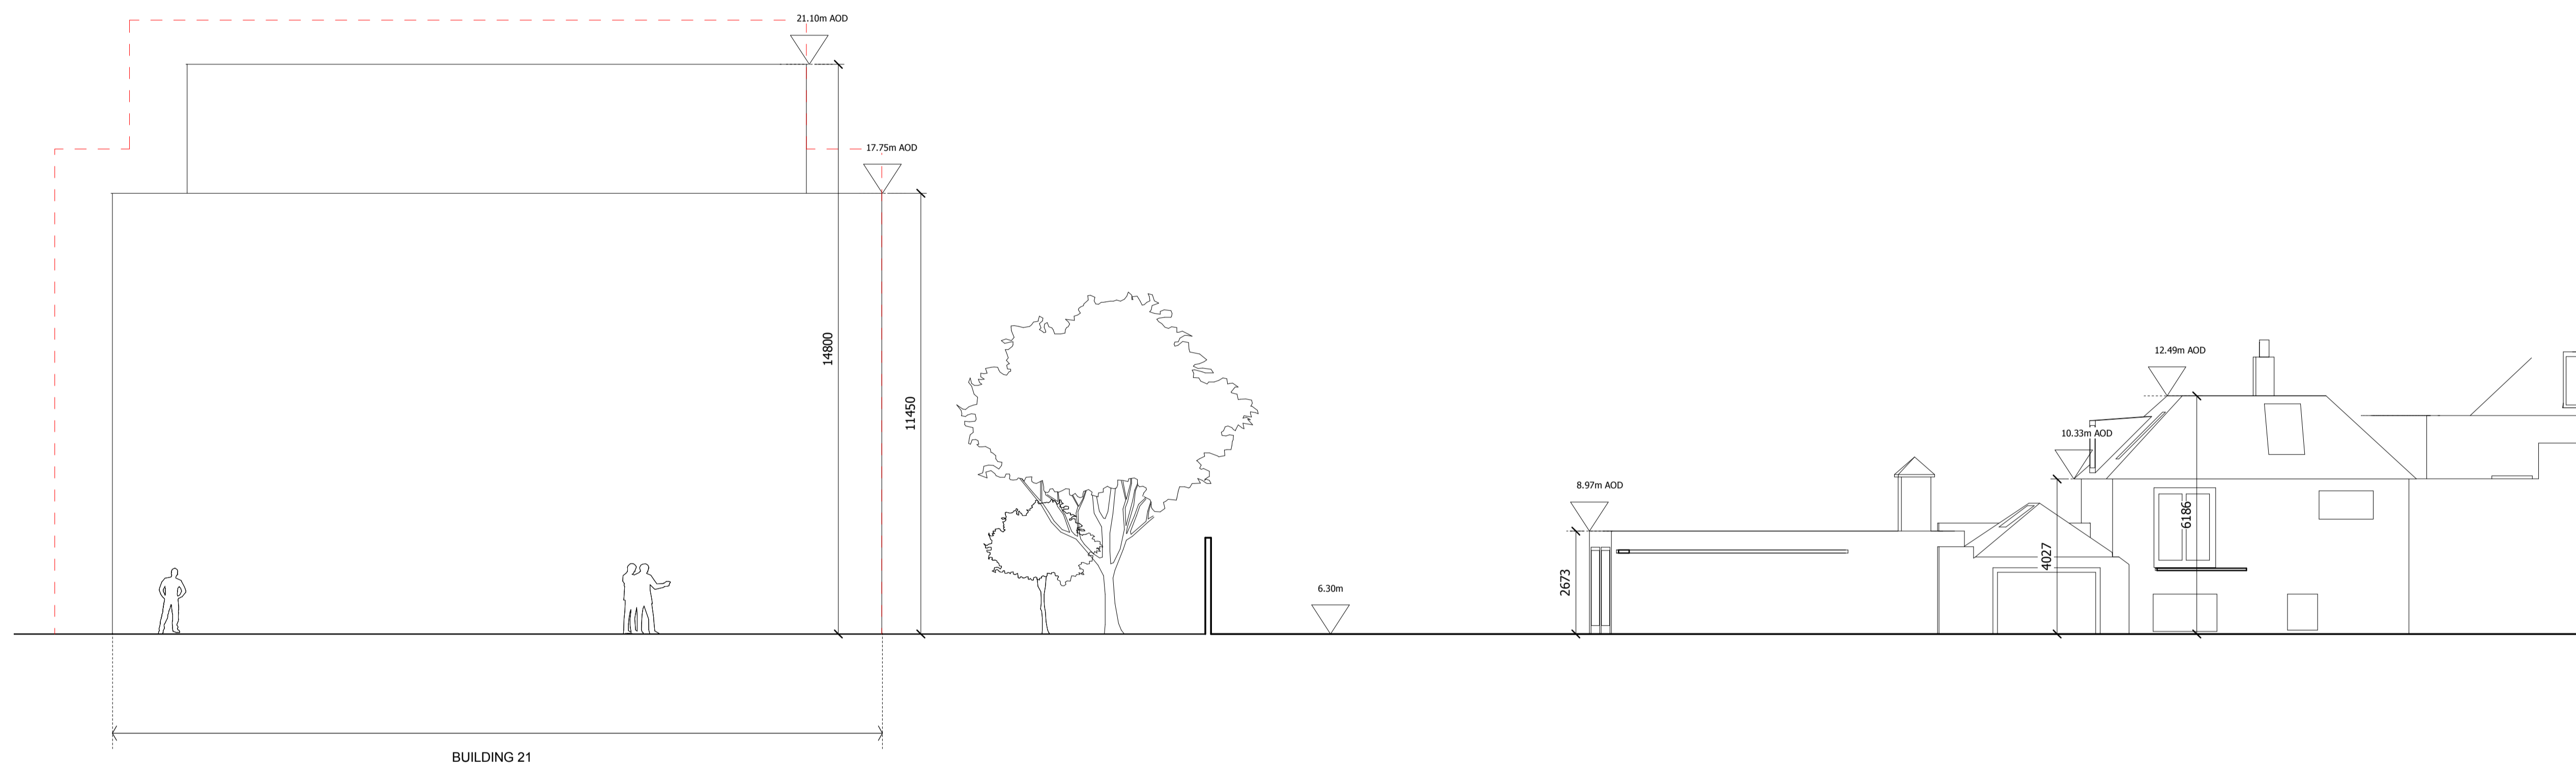 21.10m AOD
17.75m AOD
14800
11450
BUILDING 21
6.30m
8.97m AOD
2673
10.33m AOD
4027
12.49m AOD
6186